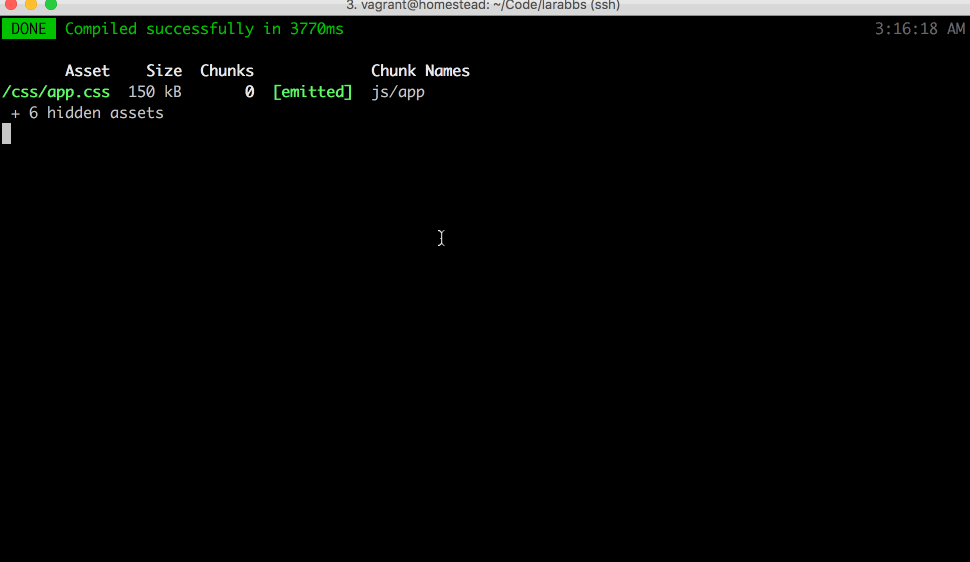 3. vagrant@homestead: ~/Code/larabbs (ssh)
DONE Compiled successfully in 3770ms 3:16:18 AM
Asset Size Chunks Chunk Names
/css/app.css 150 kB 0 [emitted] js/app
+ 6 hidden assets